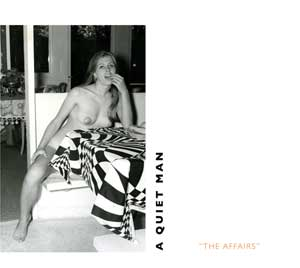 A QUIET MAN
"THE AFFAIRS"